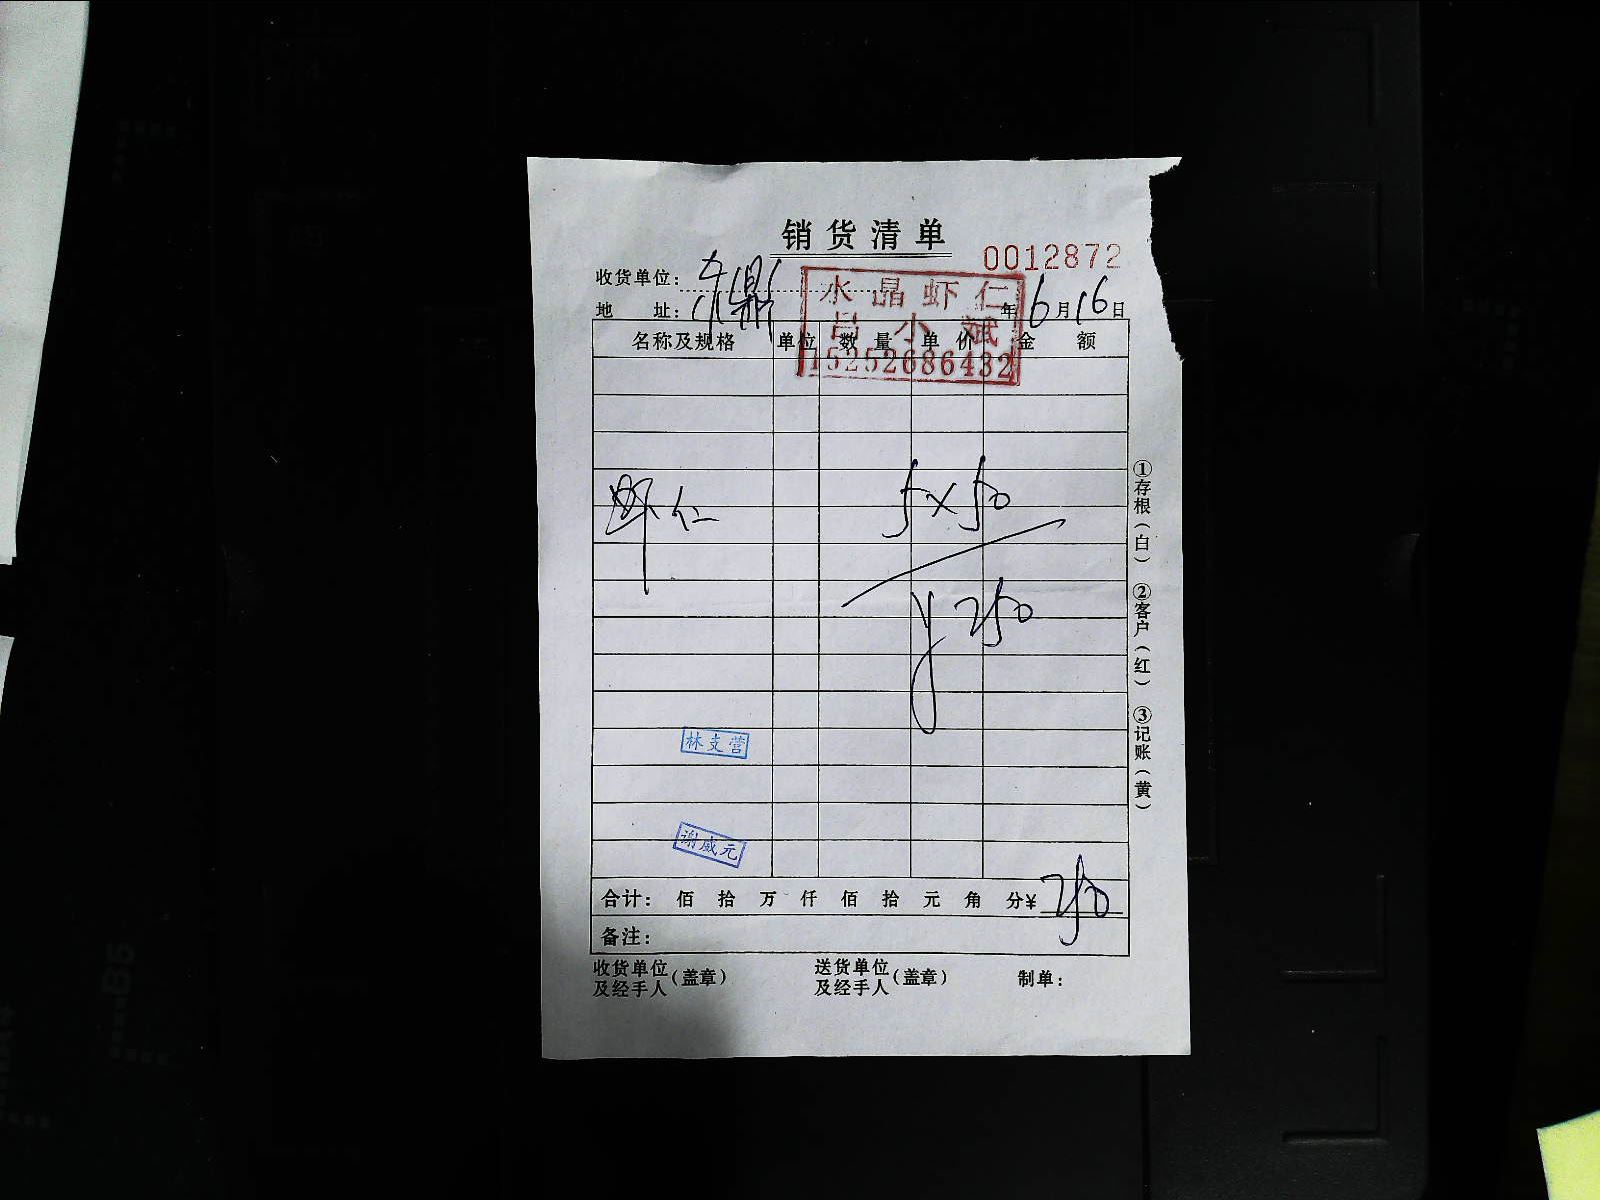 销货清单
0012872
收货单位：
地 址： 年6月16日
水晶虾仁
吕小斌
15252686432
名称及规格 单位 数量 单价 金额
虾仁 5×50
¥250
林支营
谢威元
合计： 佰 拾 万 仟 佰 拾 元 角 分¥250
备注：
收货单位及经手人（盖章） 送货单位及经手人（盖章） 制单：
①存根（白） ②客户（红） ③记账（黄）